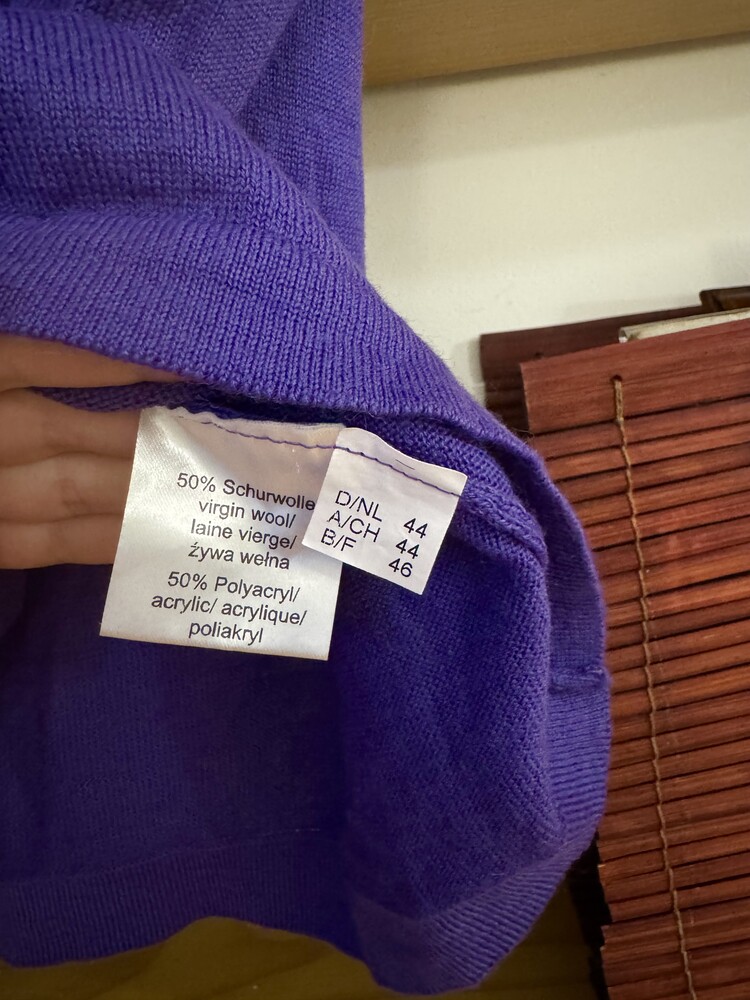 50% Schurwolle
virgin wool/
laine vierge/
żywa wełna
50% Polyacryl/
acrylic/ acrylique/
poliakryl
D/NL 44
A/CH 44
B/F 46